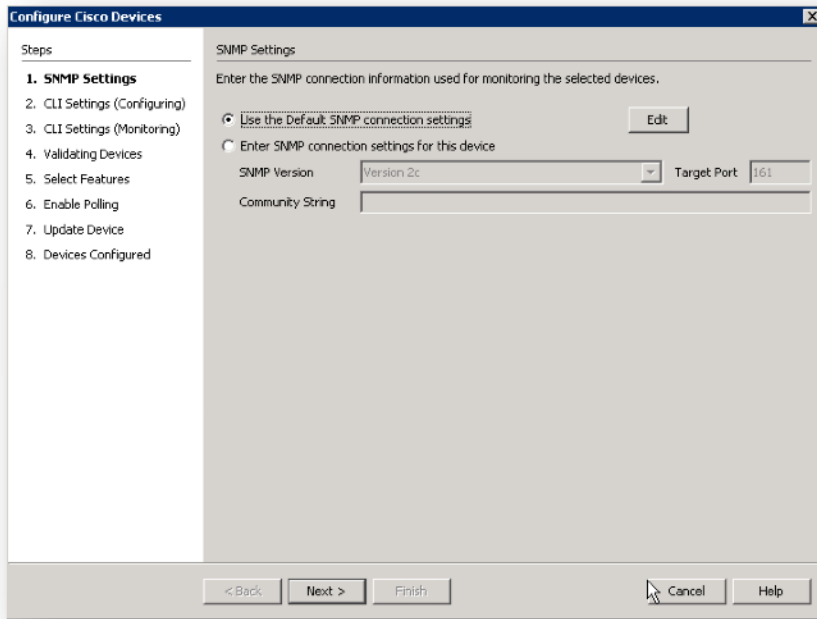 Configure Cisco Devices
Steps
1. SNMP Settings
2. CLI Settings (Configuring)
3. CLI Settings (Monitoring)
4. Validating Devices
5. Select Features
6. Enable Polling
7. Update Device
8. Devices Configured
SNMP Settings
Enter the SNMP connection information used for monitoring the selected devices.
Use the Default SNMP connection settings Edit
Enter SNMP connection settings for this device
SNMP Version Version 2c Target Port 161
Community String
< Back Next > Finish Cancel Help